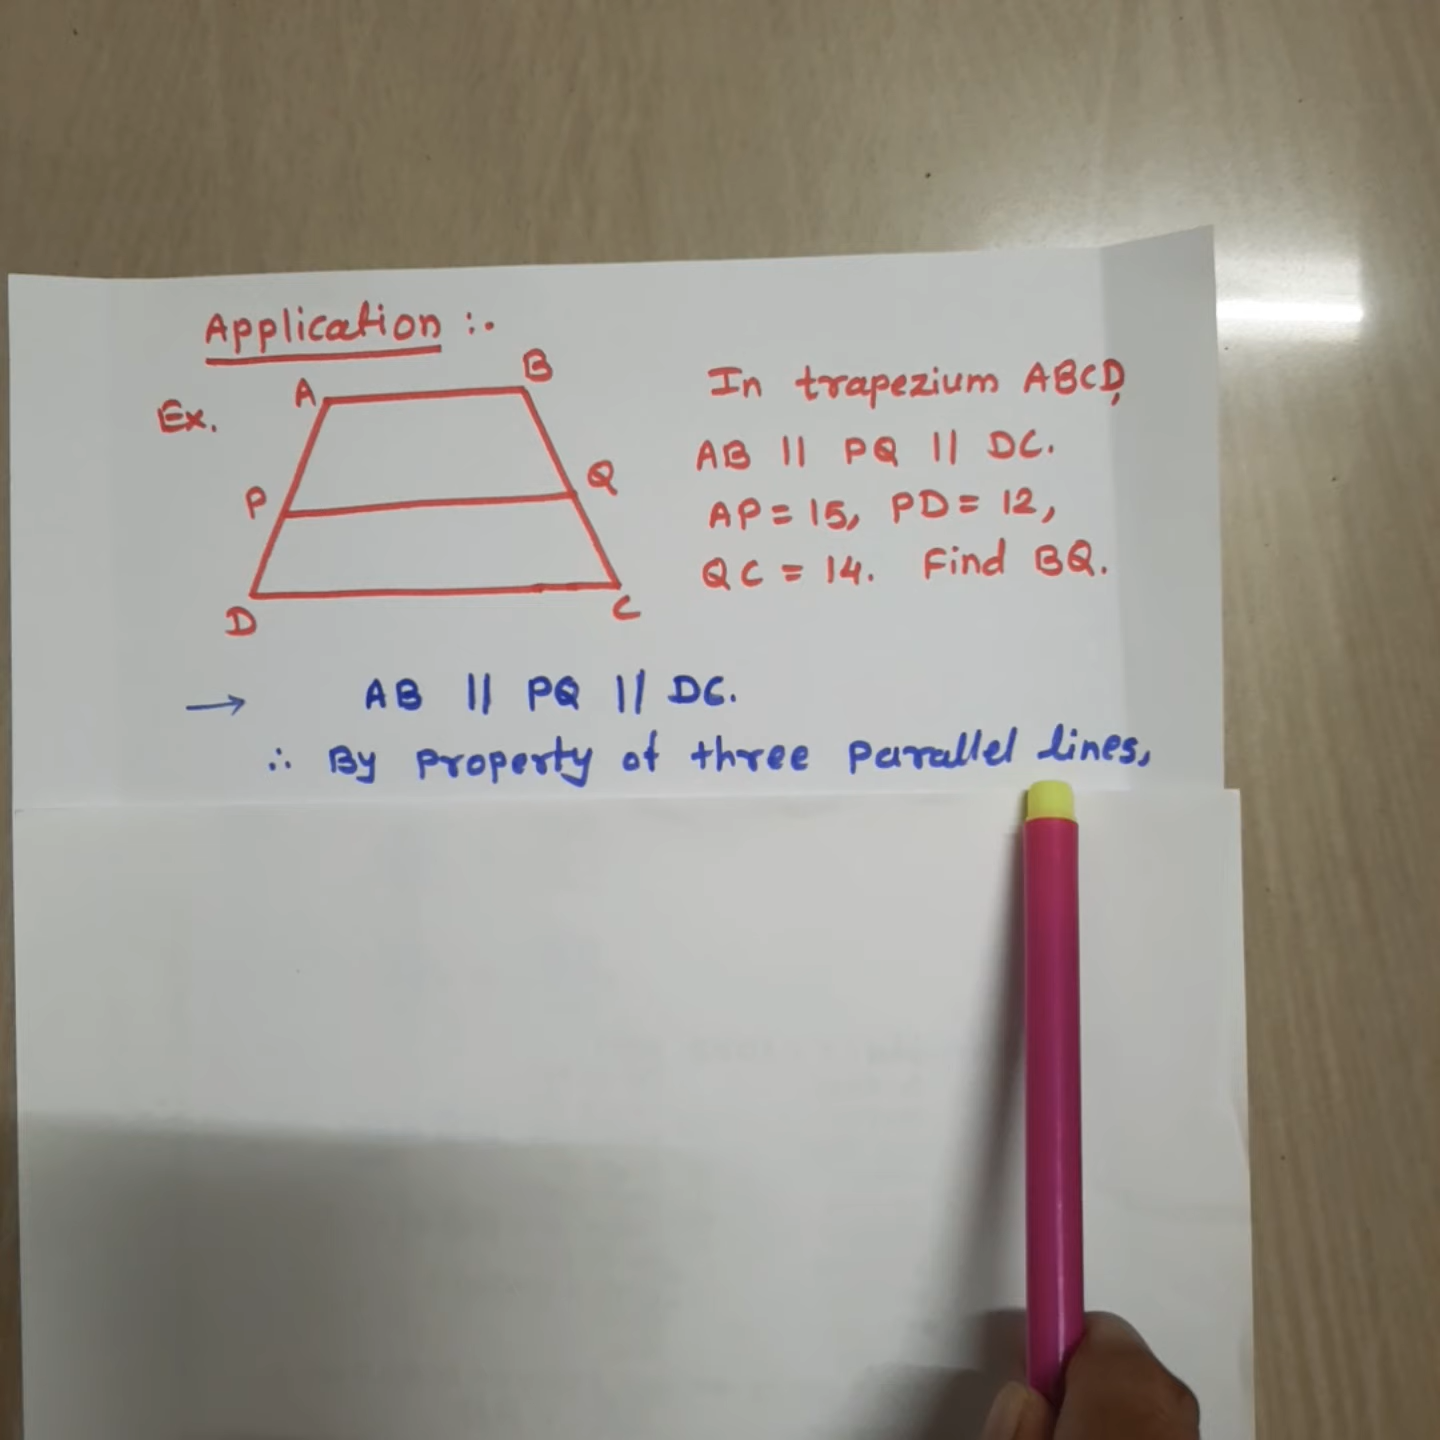 Application :.
Ex.
A
B
P
Q
D
C
In trapezium ABCD,
AB || PQ || DC.
AP = 15, PD = 12,
QC = 14. Find BQ.
→ AB || PQ || DC.
∴ By property of three parallel lines,